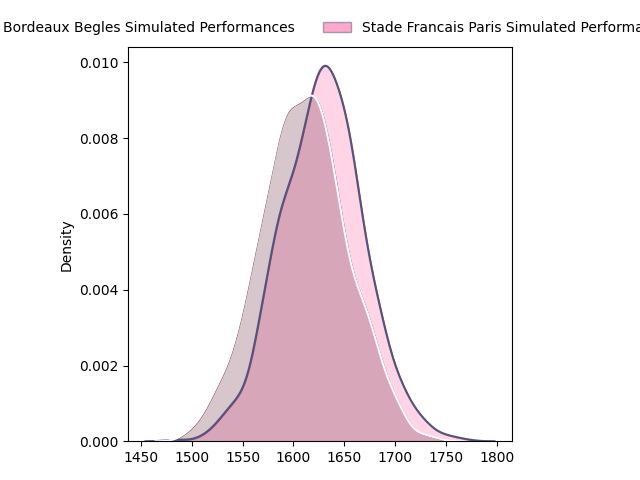 Bordeaux Begles Simulated Performances
Stade Francais Paris Simulated Performa
0.010
0.008
0.006
0.004
0.002
0.000
Density
1450 1500 1550 1600 1650 1700 1750 1800